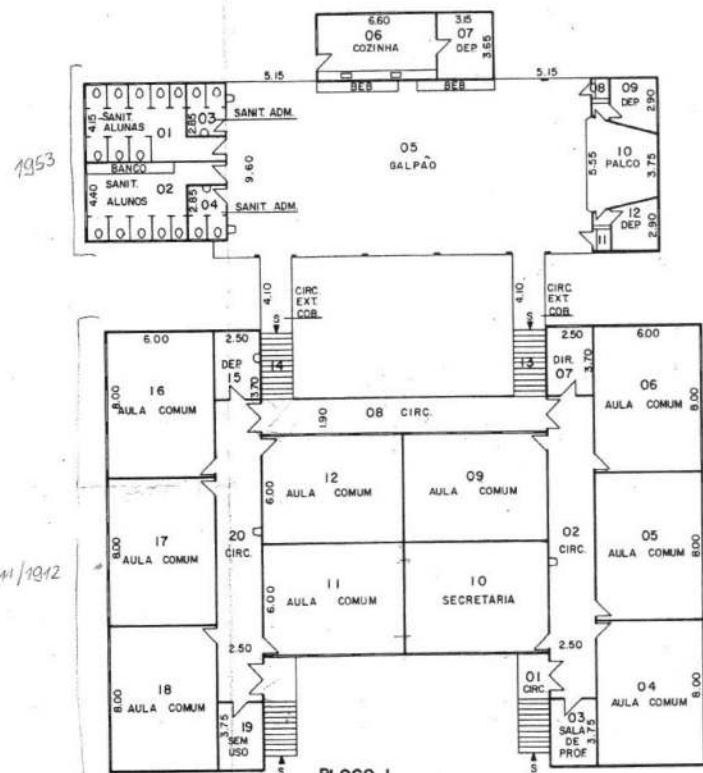 6.60
3.15
06
COZINHA
07
DEP
3.65
5.15
BEB
BEB
5.15
4.15
SANIT.
ALUNAS
01
2.85
03
SANIT. ADM.
08
09
DEP
2.90
1953
05
GALPÃO
9.60
5.55
10
PALCO
3.75
BANCO
4.40
SANIT.
ALUNOS
02
2.85
04
SANIT. ADM
11
12
DEP
2.90
4.10
CIRC.
EXT.
COB.
S
4.10
CIRC
EXT.
COB
S
6.00
2.50
2.50
6.00
DEP.
15
3.70
14
13
DIR.
07
3.70
8.00
16
AULA COMUM
06
AULA COMUM
8.00
1.90
08 CIRC.
6.00
12
AULA COMUM
09
AULA COMUM
8.00
17
AULA COMUM
20
CIRC.
02
CIRC.
05
AULA COMUM
8.00
11/1912
6.00
11
AULA COMUM
10
SECRETARIA
2.50
2.50
8.00
18
AULA COMUM
01
CIRC.
04
AULA COMUM
8.00
3.75
19
SEM
USO
03
SALA
DE
PROF.
3.75
S
S